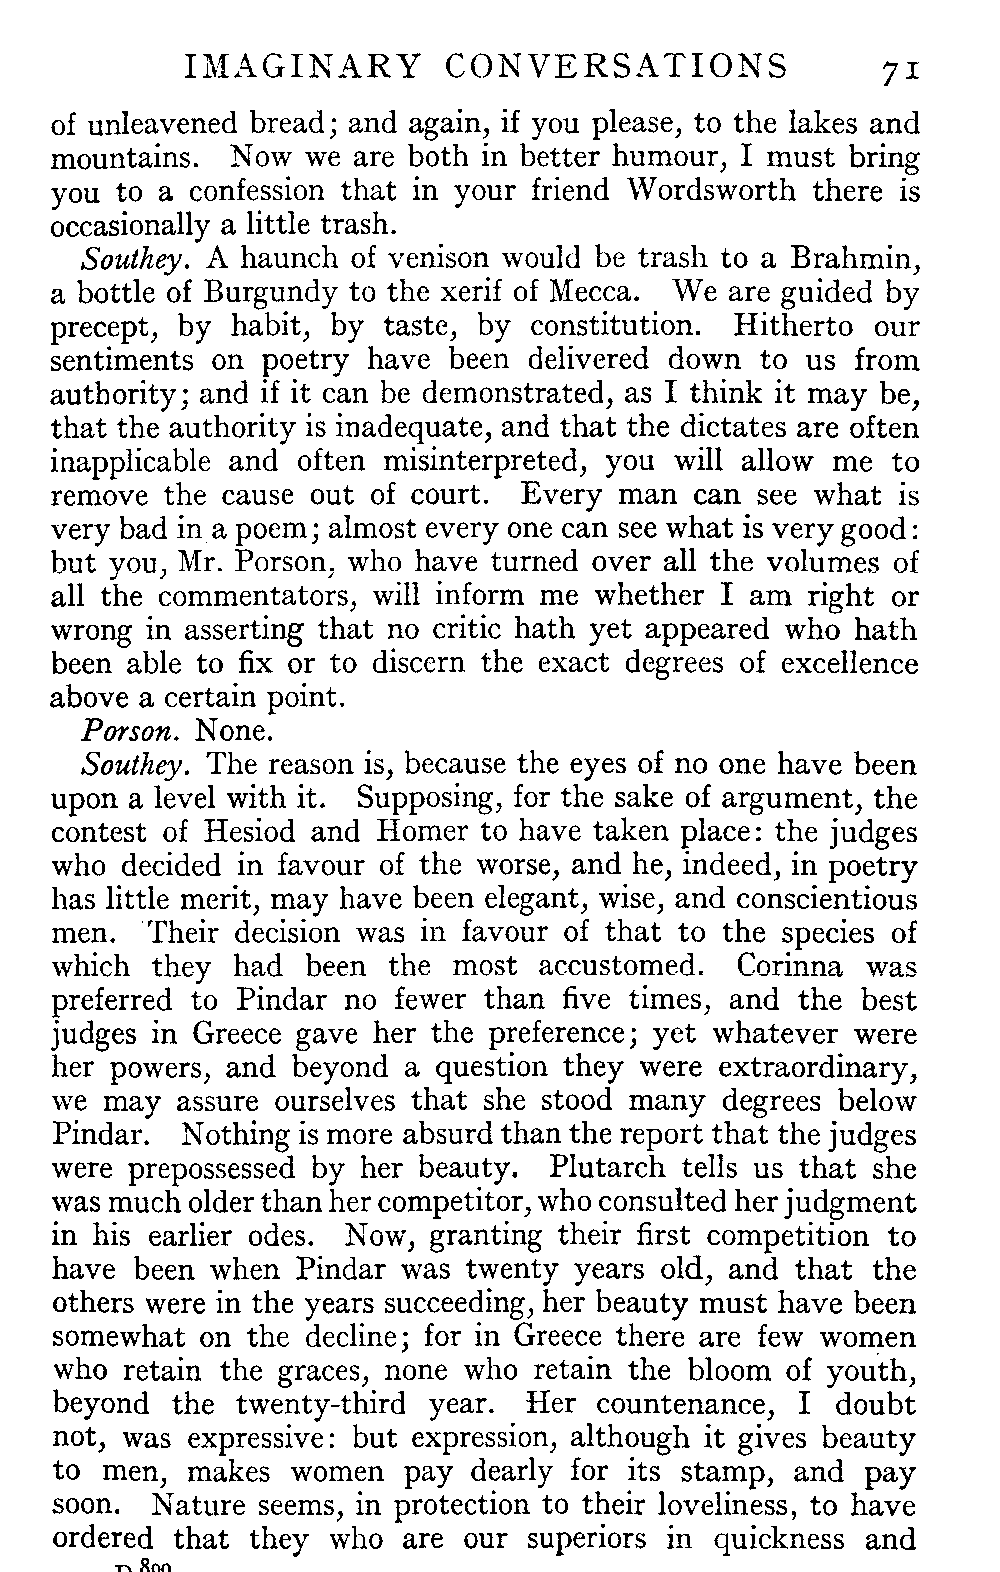 IMAGINARY CONVERSATIONS 71
of unleavened bread; and again, if you please, to the lakes and
mountains. Now we are both in better humour, I must bring
you to a confession that in your friend Wordsworth there is
occasionally a little trash.
Southey. A haunch of venison would be trash to a Brahmin,
a bottle of Burgundy to the xerif of Mecca. We are guided by
precept, by habit, by taste, by constitution. Hitherto our
sentiments on poetry have been delivered down to us from
authority; and if it can be demonstrated, as I think it may be,
that the authority is inadequate, and that the dictates are often
inapplicable and often misinterpreted, you will allow me to
remove the cause out of court. Every man can see what is
very bad in a poem; almost every one can see what is very good:
but you, Mr. Porson, who have turned over all the volumes of
all the commentators, will inform me whether I am right or
wrong in asserting that no critic hath yet appeared who hath
been able to fix or to discern the exact degrees of excellence
above a certain point.
Porson. None.
Southey. The reason is, because the eyes of no one have been
upon a level with it. Supposing, for the sake of argument, the
contest of Hesiod and Homer to have taken place: the judges
who decided in favour of the worse, and he, indeed, in poetry
has little merit, may have been elegant, wise, and conscientious
men. Their decision was in favour of that to the species of
which they had been the most accustomed. Corinna was
preferred to Pindar no fewer than five times, and the best
judges in Greece gave her the preference; yet whatever were
her powers, and beyond a question they were extraordinary,
we may assure ourselves that she stood many degrees below
Pindar. Nothing is more absurd than the report that the judges
were prepossessed by her beauty. Plutarch tells us that she
was much older than her competitor, who consulted her judgment
in his earlier odes. Now, granting their first competition to
have been when Pindar was twenty years old, and that the
others were in the years succeeding, her beauty must have been
somewhat on the decline; for in Greece there are few women
who retain the graces, none who retain the bloom of youth,
beyond the twenty-third year. Her countenance, I doubt
not, was expressive: but expression, although it gives beauty
to men, makes women pay dearly for its stamp, and pay
soon. Nature seems, in protection to their loveliness, to have
ordered that they who are our superiors in quickness and